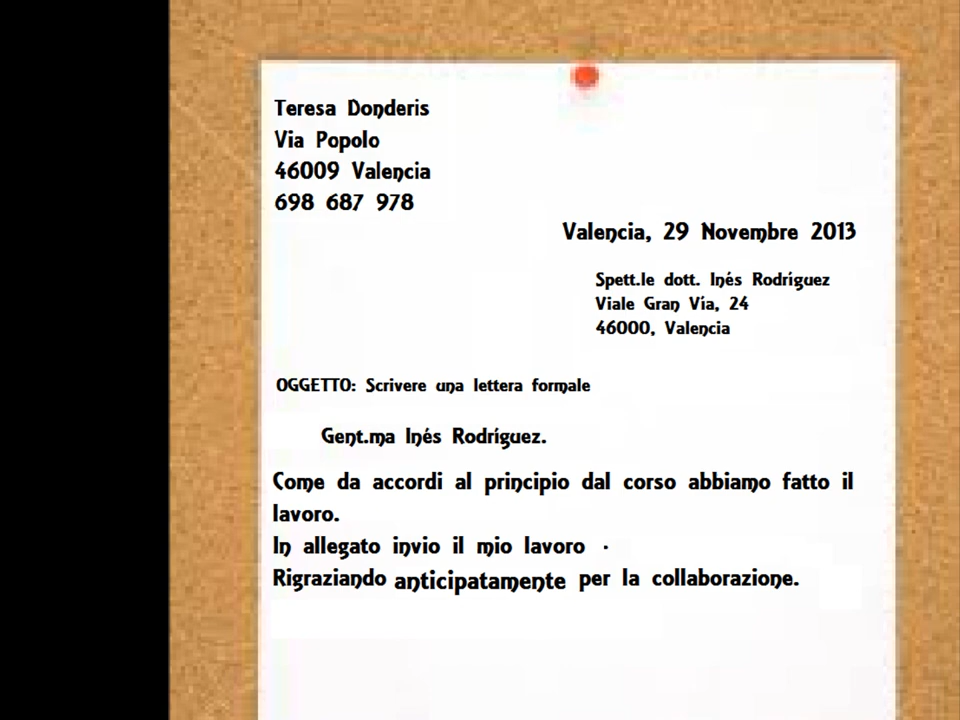 Teresa Donderis
Via Popolo
46009 Valencia
698 687 978
Valencia, 29 Novembre 2013
Spett.le dott. Inés Rodríguez
Viale Gran Vía, 24
46000, Valencia
OGGETTO: Scrivere una lettera formale
Gent.ma Inés Rodríguez.
Come da accordi al principio dal corso abbiamo fatto il
lavoro.
In allegato invio il mio lavoro .
Rigraziando anticipatamente per la collaborazione.